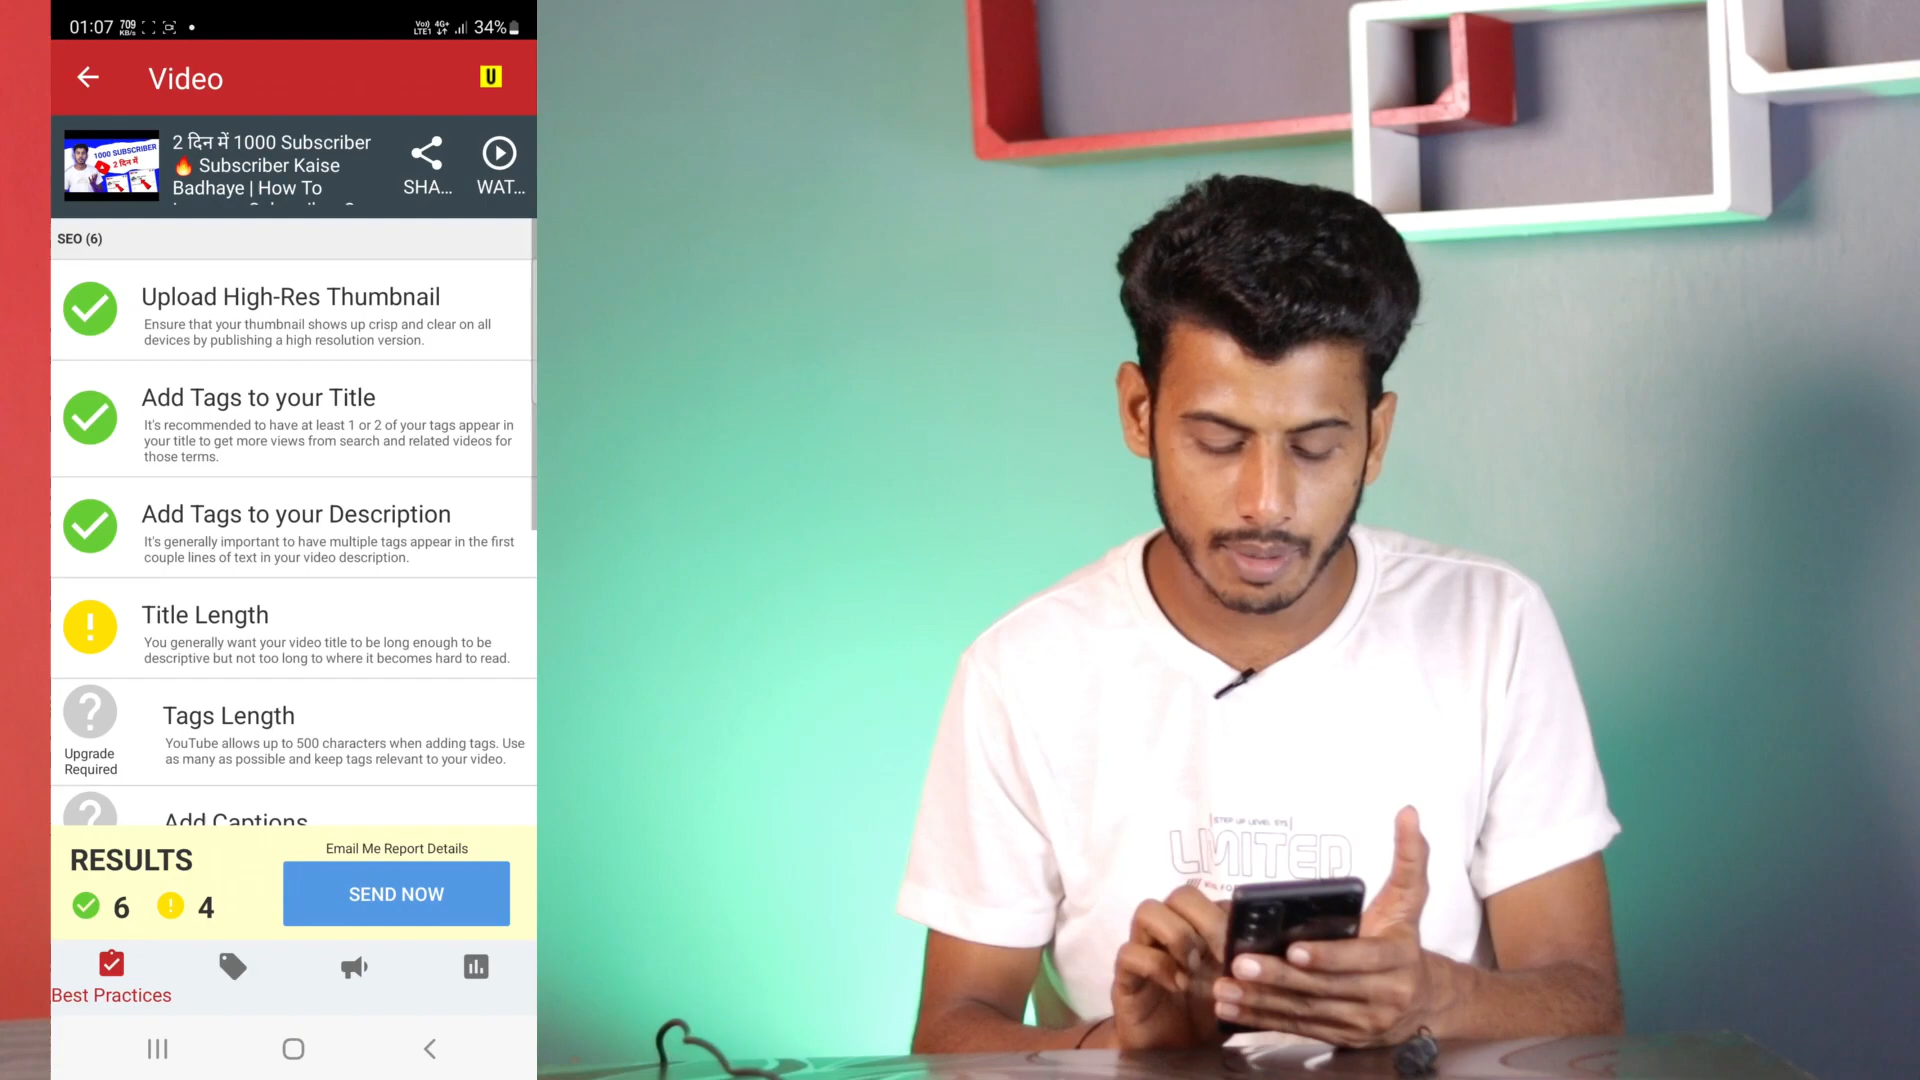 01:07 709 KB/s
Vo) LTE1 4G+ 34%
Video
U
2 दिन में 1000 Subscriber
🔥 Subscriber Kaise
Badhaye | How To
1000 SUBSCRIBER
2 दिन में
SHA...
WAT...
SEO (6)
Upload High-Res Thumbnail
Ensure that your thumbnail shows up crisp and clear on all
devices by publishing a high resolution version.
Add Tags to your Title
It's recommended to have at least 1 or 2 of your tags appear in
your title to get more views from search and related videos for
those terms.
Add Tags to your Description
It's generally important to have multiple tags appear in the first
couple lines of text in your video description.
Title Length
You generally want your video title to be long enough to be
descriptive but not too long to where it becomes hard to read.
Upgrade
Required
Tags Length
YouTube allows up to 500 characters when adding tags. Use
as many as possible and keep tags relevant to your video.
Add Captions
RESULTS
6 4
Email Me Report Details
SEND NOW
Best Practices
STEP UP LEVEL SYS
LIMITED